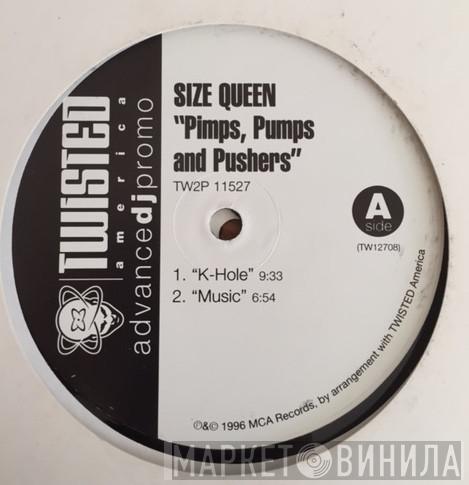 TWISTED
america
advancedjpromo
SIZE QUEEN
"Pimps, Pumps
and Pushers"
TW2P 11527
A
side
(TW12708)
1. "K-Hole" 9:33
2. "Music" 6:54
℗&© 1996 MCA Records, by arrangement with TWISTED America
МАРКЕТ ВИНИЛА